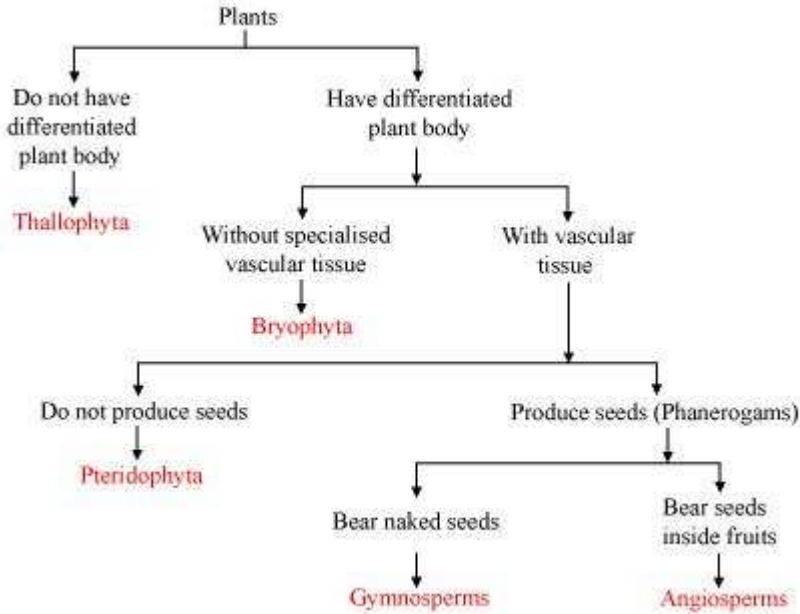 Plants
Do not have
differentiated
plant body
Have differentiated
plant body
Thallophyta
Without specialised
vascular tissue
With vascular
tissue
Bryophyta
Do not produce seeds
Produce seeds (Phanerogams)
Pteridophyta
Bear naked seeds
Bear seeds
inside fruits
Gymnosperms
Angiosperms